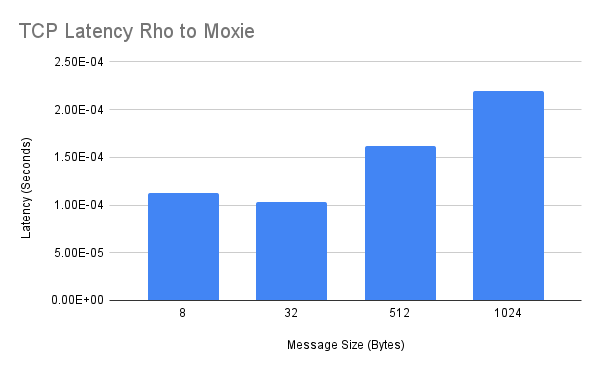 TCP Latency Rho to Moxie
Latency (Seconds)
2.50E-04
2.00E-04
1.50E-04
1.00E-04
5.00E-05
0.00E+00
8 32 512 1024
Message Size (Bytes)